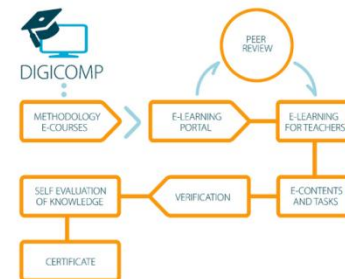 DIGICOMP
PEER
REVIEW
METHODOLOGY
E-COURSES
E-LEARNING
PORTAL
E-LEARNING
FOR TEACHERS
SELF EVALUATION
OF KNOWLEDGE
VERIFICATION
E-CONTENTS
AND TASKS
CERTIFICATE